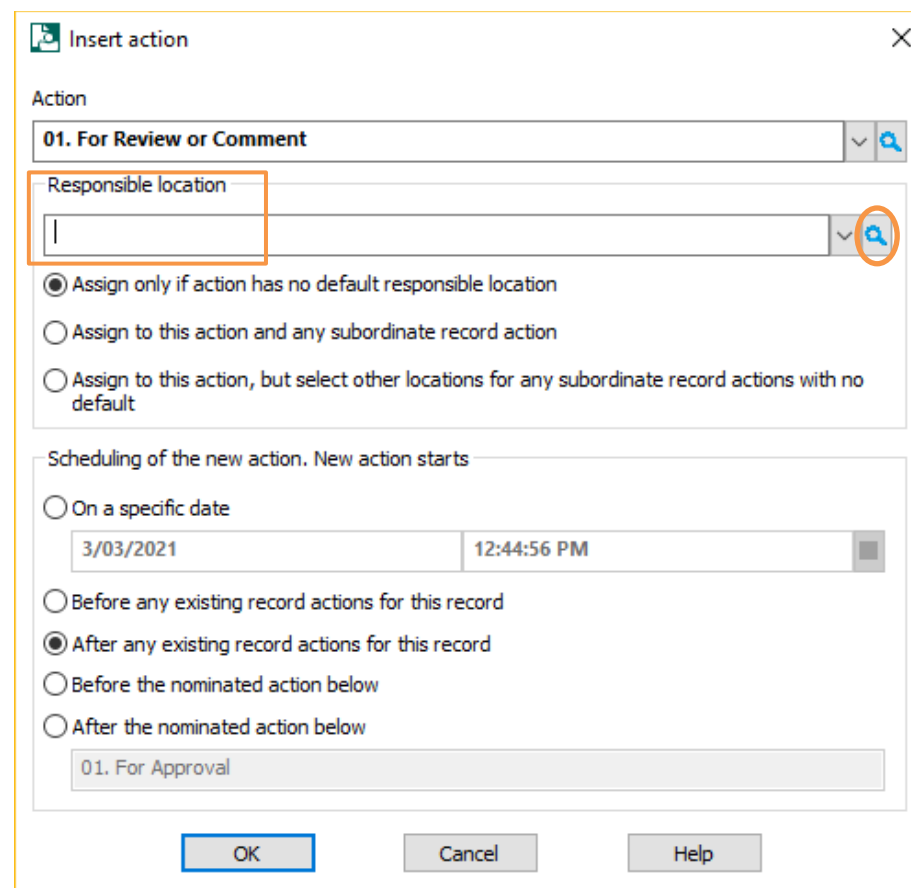 Insert action
Action
01. For Review or Comment
Responsible location
Assign only if action has no default responsible location
Assign to this action and any subordinate record action
Assign to this action, but select other locations for any subordinate record actions with no
default
Scheduling of the new action. New action starts
On a specific date
3/03/2021 12:44:56 PM
Before any existing record actions for this record
After any existing record actions for this record
Before the nominated action below
After the nominated action below
01. For Approval
OK Cancel Help